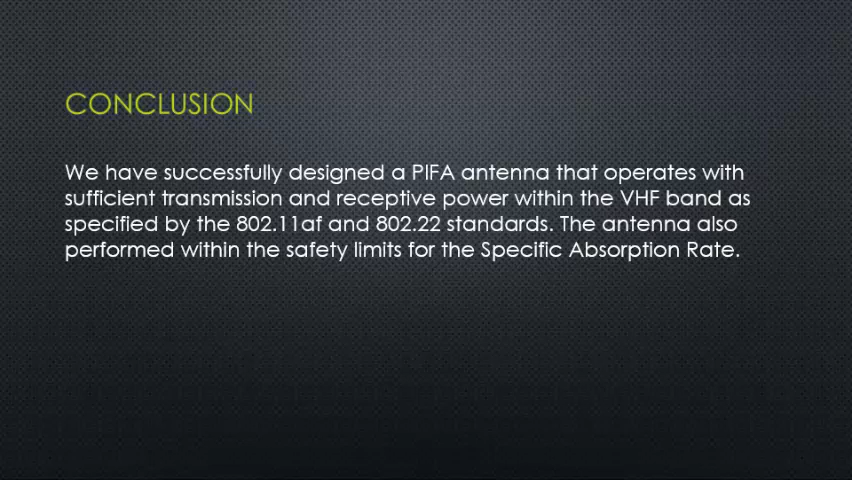 CONCLUSION
We have successfully designed a PIFA antenna that operates with
sufficient transmission and receptive power within the VHF band as
specified by the 802.11af and 802.22 standards. The antenna also
performed within the safety limits for the Specific Absorption Rate.